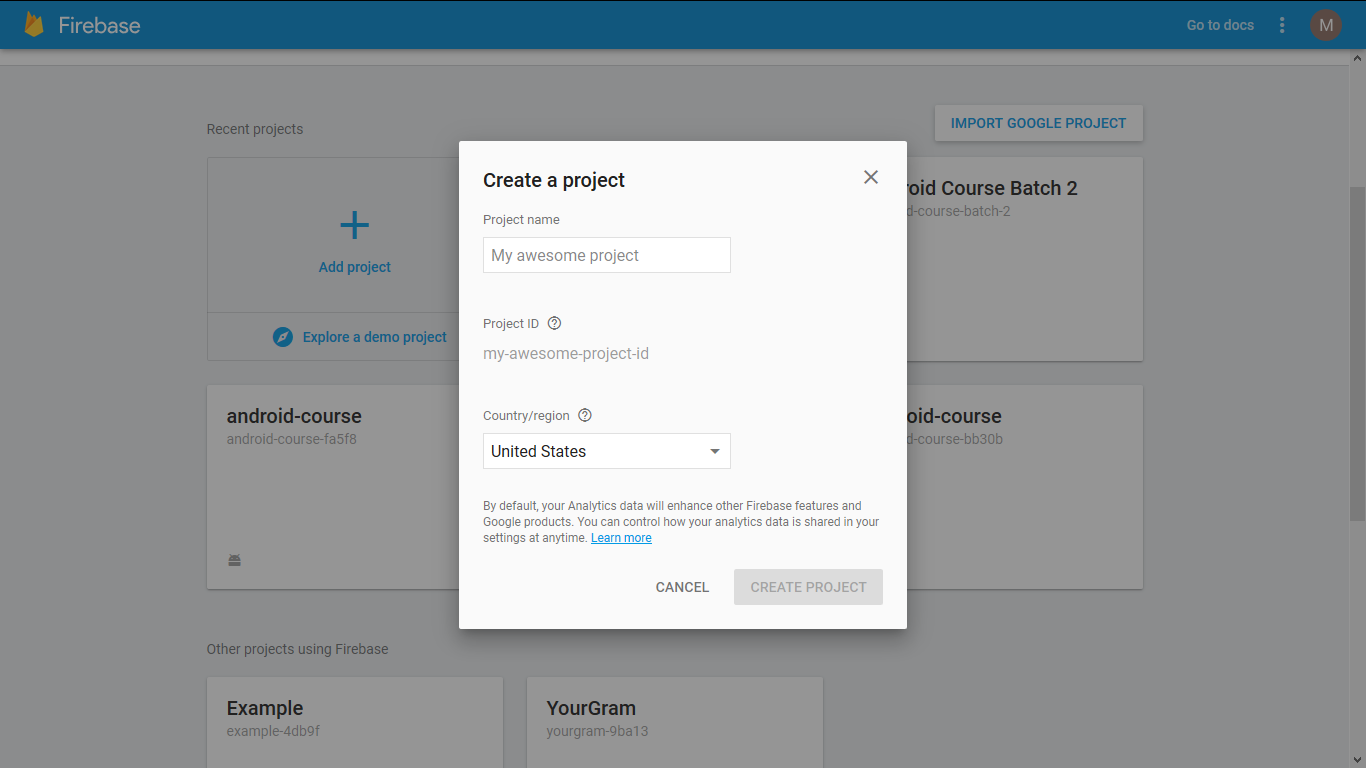 Firebase
Go to docs
M
Recent projects
IMPORT GOOGLE PROJECT
Add project
Explore a demo project
Create a project
Project name
My awesome project
Project ID
my-awesome-project-id
Country/region
United States
By default, your Analytics data will enhance other Firebase features and
Google products. You can control how your analytics data is shared in your
settings at anytime. Learn more
CANCEL
CREATE PROJECT
roid Course Batch 2
d-course-batch-2
android-course
android-course-fa5f8
oid-course
d-course-bb30b
Other projects using Firebase
Example
example-4db9f
YourGram
yourgram-9ba13